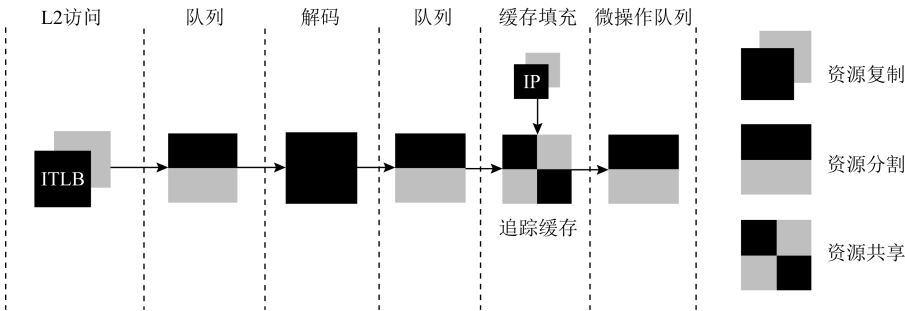 L2访问
队列
解码
队列
缓存填充
微操作队列
IP
ITLB
追踪缓存
资源复制
资源分割
资源共享